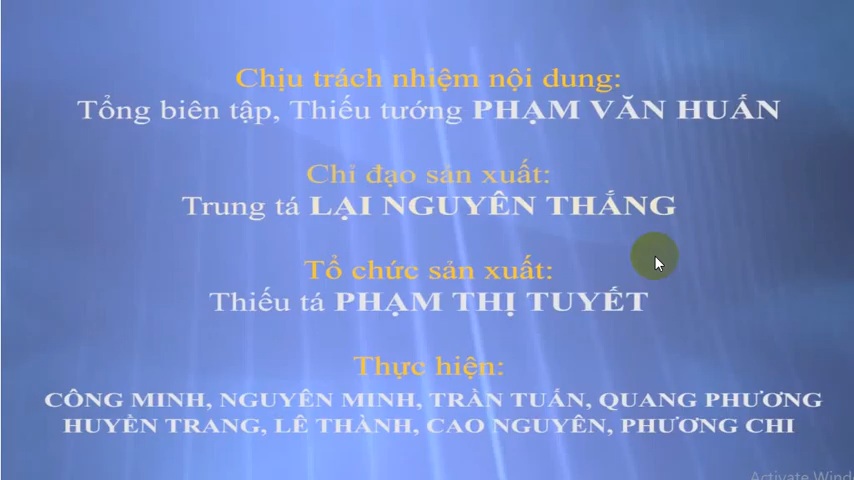 Chịu trách nhiệm nội dung:
Tổng biên tập, Thiếu tướng PHẠM VĂN HUẤN
Chỉ đạo sản xuất:
Trung tá LẠI NGUYÊN THẮNG
Tổ chức sản xuất:
Thiếu tá PHẠM THỊ TUYẾT
Thực hiện:
CÔNG MINH, NGUYÊN MINH, TRẦN TUẤN, QUANG PHƯƠNG
HUYỀN TRANG, LÊ THÀNH, CAO NGUYÊN, PHƯƠNG CHI
Activate Wind